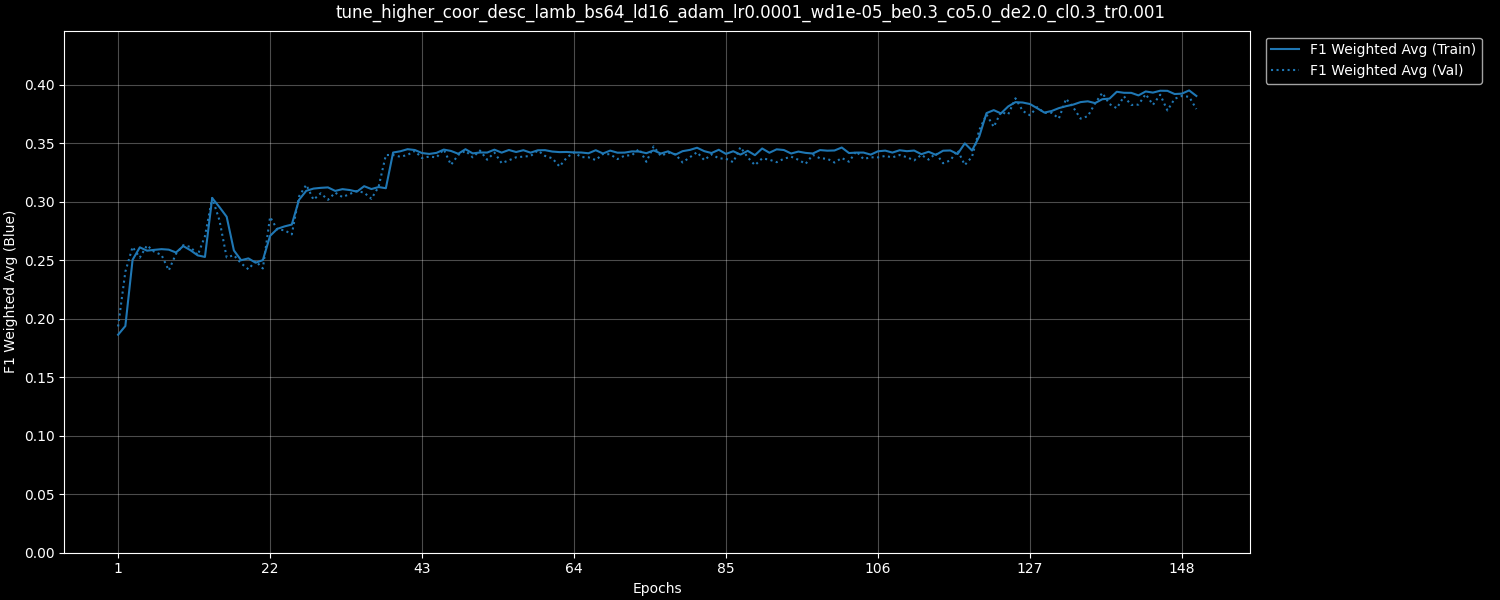 tune_higher_coor_desc_lamb_bs64_ld16_adam_lr0.0001_wd1e-05_be0.3_co5.0_de2.0_cl0.3_tr0.001
F1 Weighted Avg (Train)
F1 Weighted Avg (Val)
F1 Weighted Avg (Blue)
0.40
0.35
0.30
0.25
0.20
0.15
0.10
0.05
0.00
1 22 43 64 85 106 127 148
Epochs